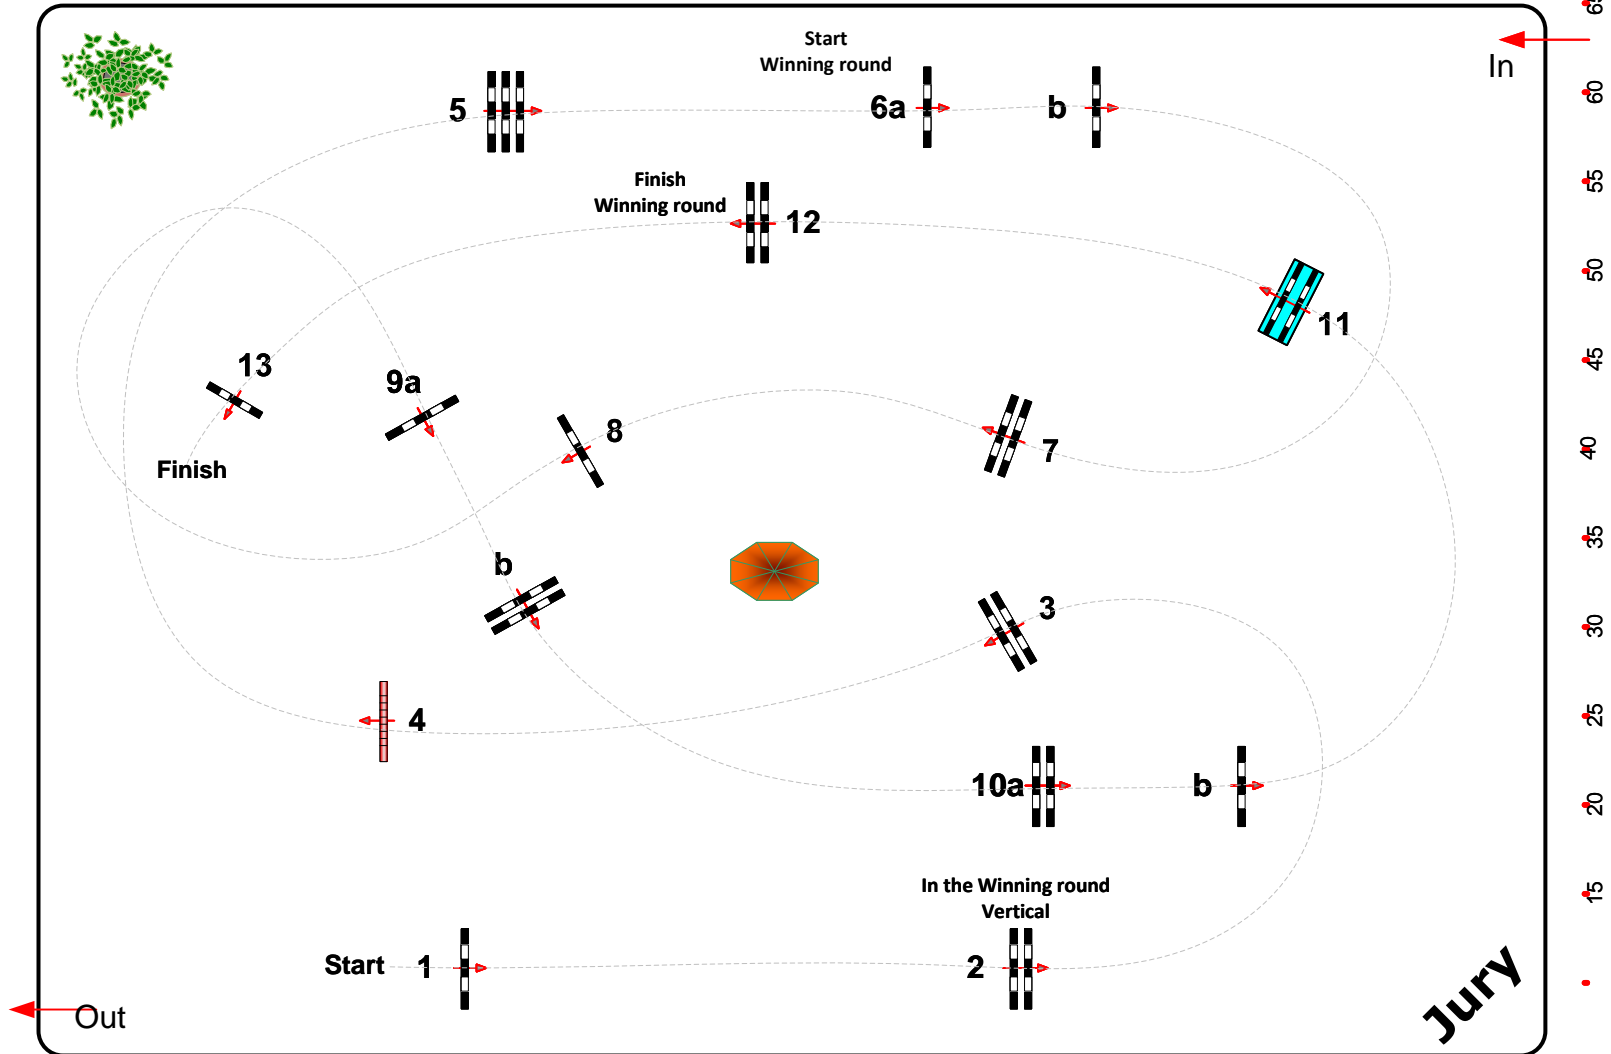 Start
Winning round
In
65
60
5
6a
b
Finish
Winning round
12
55
50
11
13
9a
45
8
7
40
Finish
b
35
3
30
4
25
10a
b
20
In the Winning round
Vertical
15
Start
1
2
Jury
Out